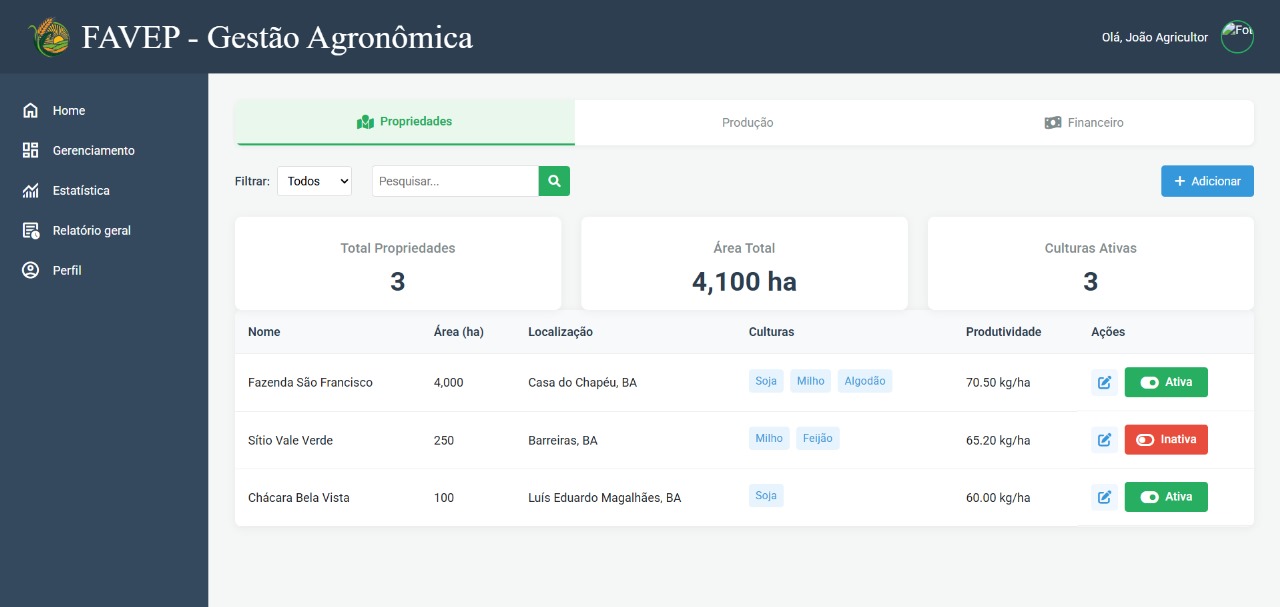 FAVEP - Gestão Agronômica
Olá, João Agricultor
Home
Gerenciamento
Estatística
Relatório geral
Perfil
Propriedades
Produção
Financeiro
Filtrar: Todos Pesquisar... Adicionar
Total Propriedades
3
Área Total
4,100 ha
Culturas Ativas
3
Nome Área (ha) Localização Culturas Produtividade Ações
Fazenda São Francisco 4,000 Casa do Chapéu, BA Soja Milho Algodão 70.50 kg/ha Ativa
Sítio Vale Verde 250 Barreiras, BA Milho Feijão 65.20 kg/ha Inativa
Chácara Bela Vista 100 Luís Eduardo Magalhães, BA Soja 60.00 kg/ha Ativa